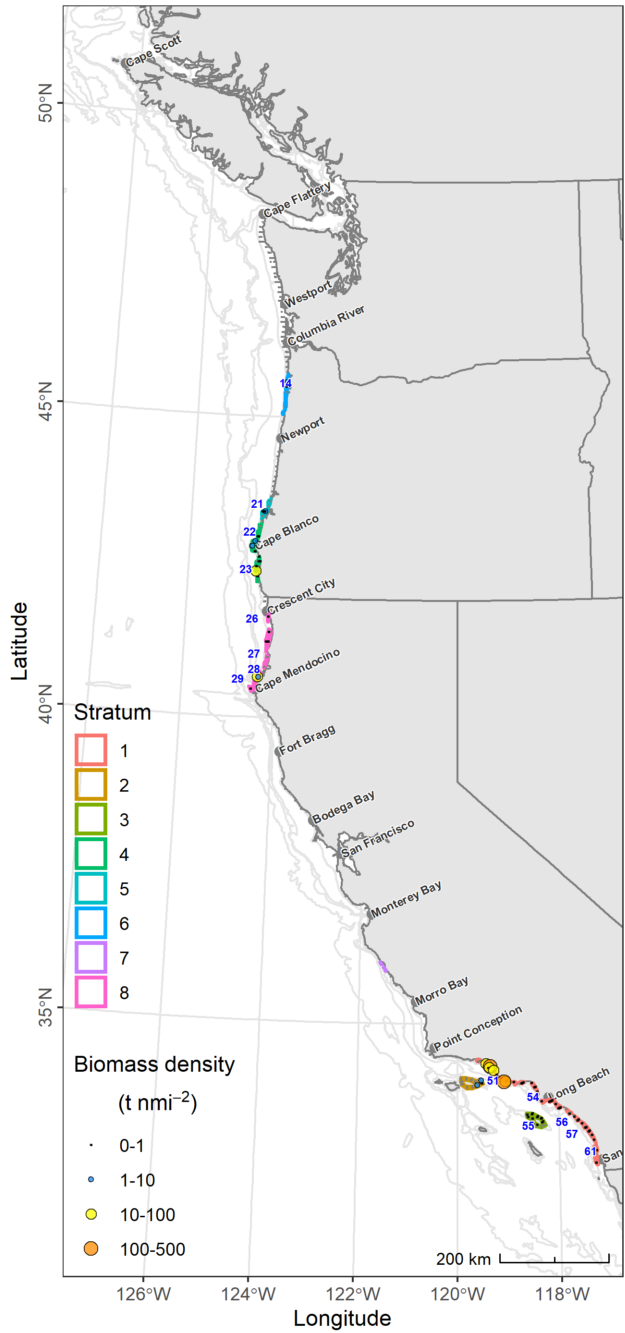 Cape Scott
50°N
Cape Flattery
Westport
Columbia River
14
45°N
Newport
21
22
Cape Blanco
23
Crescent City
26
27
28
29
Cape Mendocino
40°N
Fort Bragg
Bodega Bay
San Francisco
Monterey Bay
Morro Bay
35°N
Point Conception
51
54
Long Beach
55
56
57
61
San
Latitude
Stratum
1
2
3
4
5
6
7
8
Biomass density
(t nmi⁻²)
0-1
1-10
10-100
100-500
200 km
126°W
124°W
122°W
120°W
118°W
Longitude